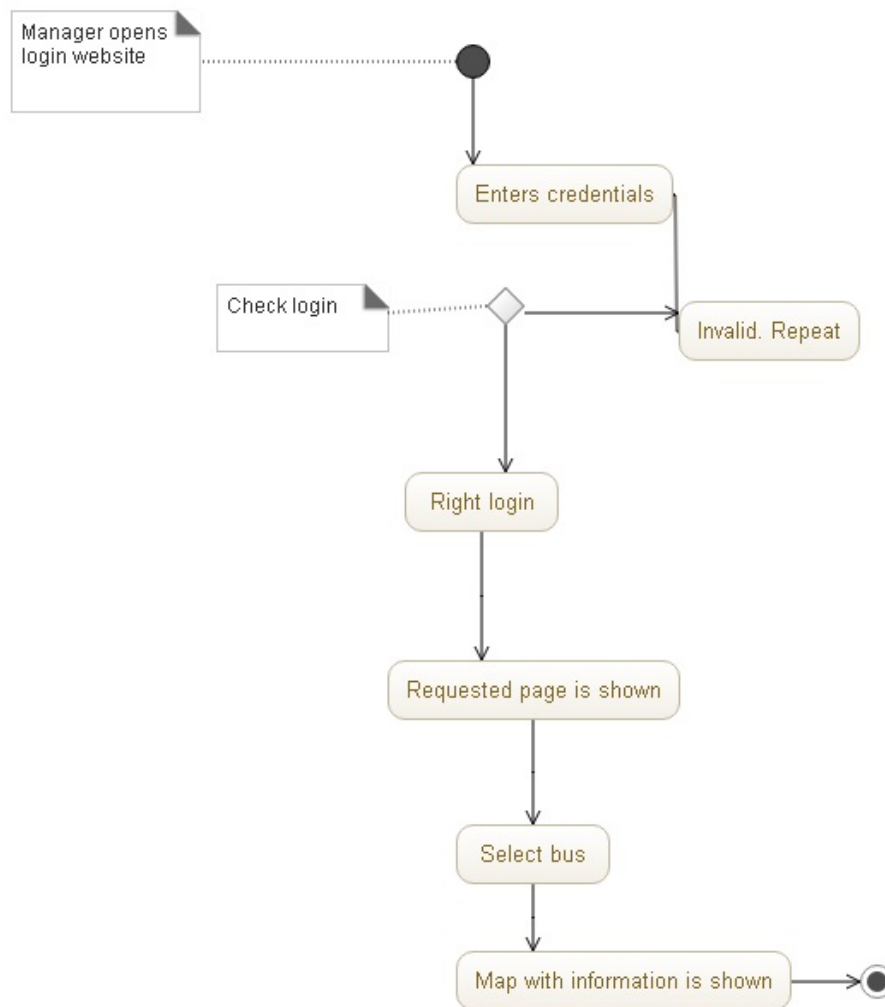 Manager opens
login website
Enters credentials
Check login
Invalid. Repeat
Right login
Requested page is shown
Select bus
Map with information is shown